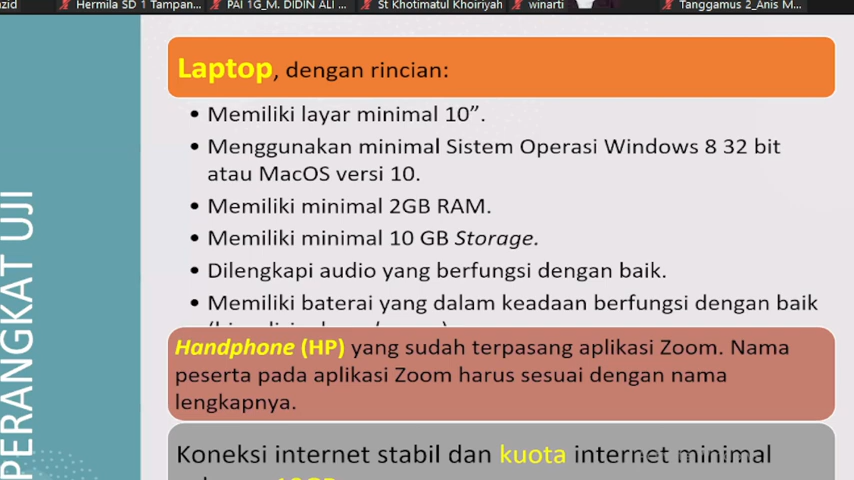 Hermila SD 1 Tampan... PAI 1G_M. DIDIN ALI ... St Khotimatul Khoiriyah winarti Tanggamus 2_Anis M...
PERANGKAT UJI
Laptop, dengan rincian:
• Memiliki layar minimal 10”.
• Menggunakan minimal Sistem Operasi Windows 8 32 bit
atau MacOS versi 10.
• Memiliki minimal 2GB RAM.
• Memiliki minimal 10 GB Storage.
• Dilengkapi audio yang berfungsi dengan baik.
• Memiliki baterai yang dalam keadaan berfungsi dengan baik
Handphone (HP) yang sudah terpasang aplikasi Zoom. Nama
peserta pada aplikasi Zoom harus sesuai dengan nama
lengkapnya.
Koneksi internet stabil dan kuota internet minimal